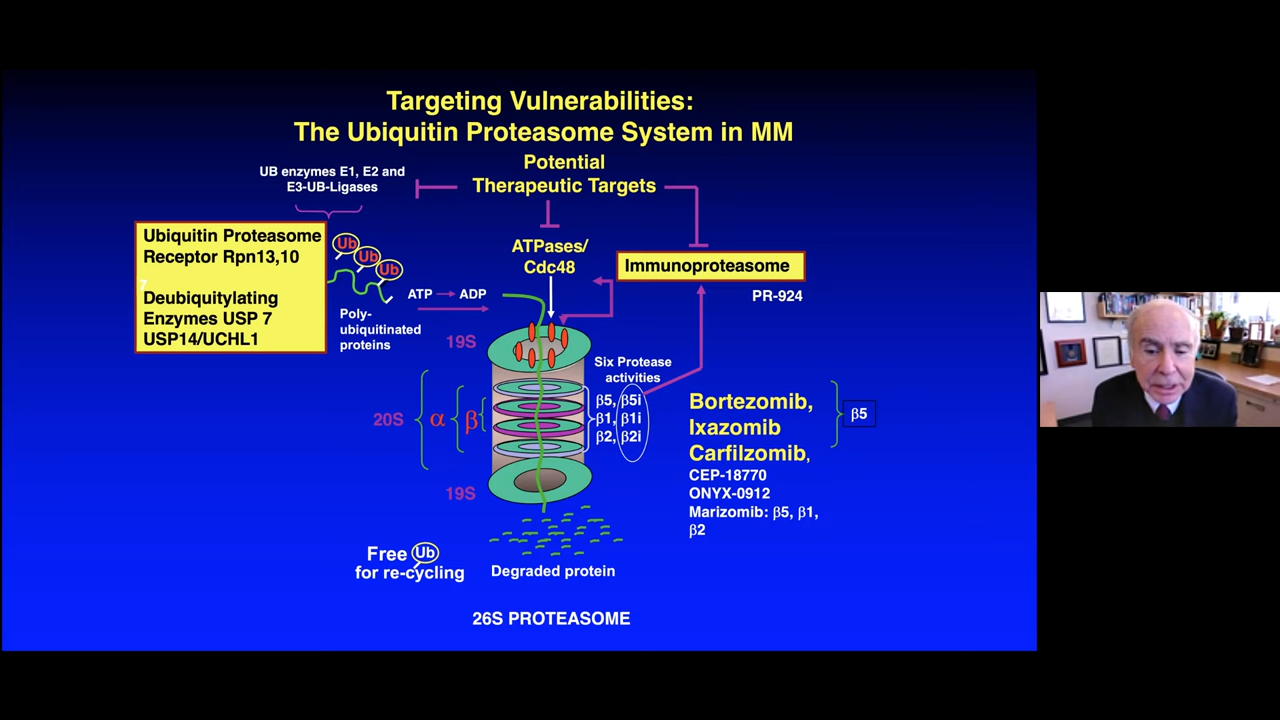 Targeting Vulnerabilities:
The Ubiquitin Proteasome System in MM
Potential
Therapeutic Targets
UB enzymes E1, E2 and
E3-UB-Ligases
Ubiquitin Proteasome
Receptor Rpn13,10
7
Deubiquitylating
Enzymes USP 7
USP14/UCHL1
Ub
Ub
Ub
Poly-
ubiquitinated
proteins
ATP
ADP
ATPases/
Cdc48
Immunoproteasome
PR-924
19S
Six Protease
activities
β5, β5i
β1, β1i
β2, β2i
20S
α
β
19S
Bortezomib,
Ixazomib
Carfilzomib,
CEP-18770
ONYX-0912
Marizomib: β5, β1,
β2
β5
Free Ub
for re-cycling
Degraded protein
26S PROTEASOME